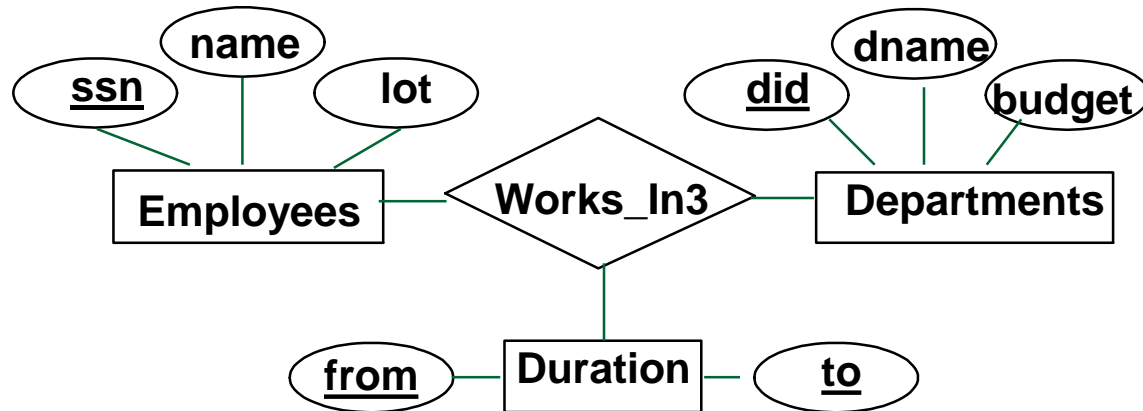 name
dname
ssn
lot
did
budget
Employees
Works_In3
Departments
from
Duration
to